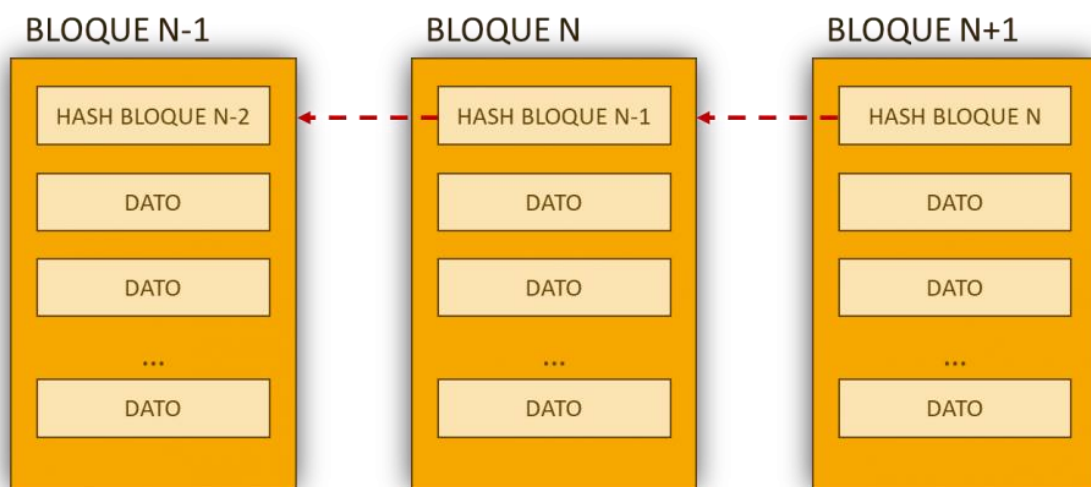 BLOQUE N-1
HASH BLOQUE N-2
DATO
DATO
...
DATO
BLOQUE N
HASH BLOQUE N-1
DATO
DATO
...
DATO
BLOQUE N+1
HASH BLOQUE N
DATO
DATO
...
DATO